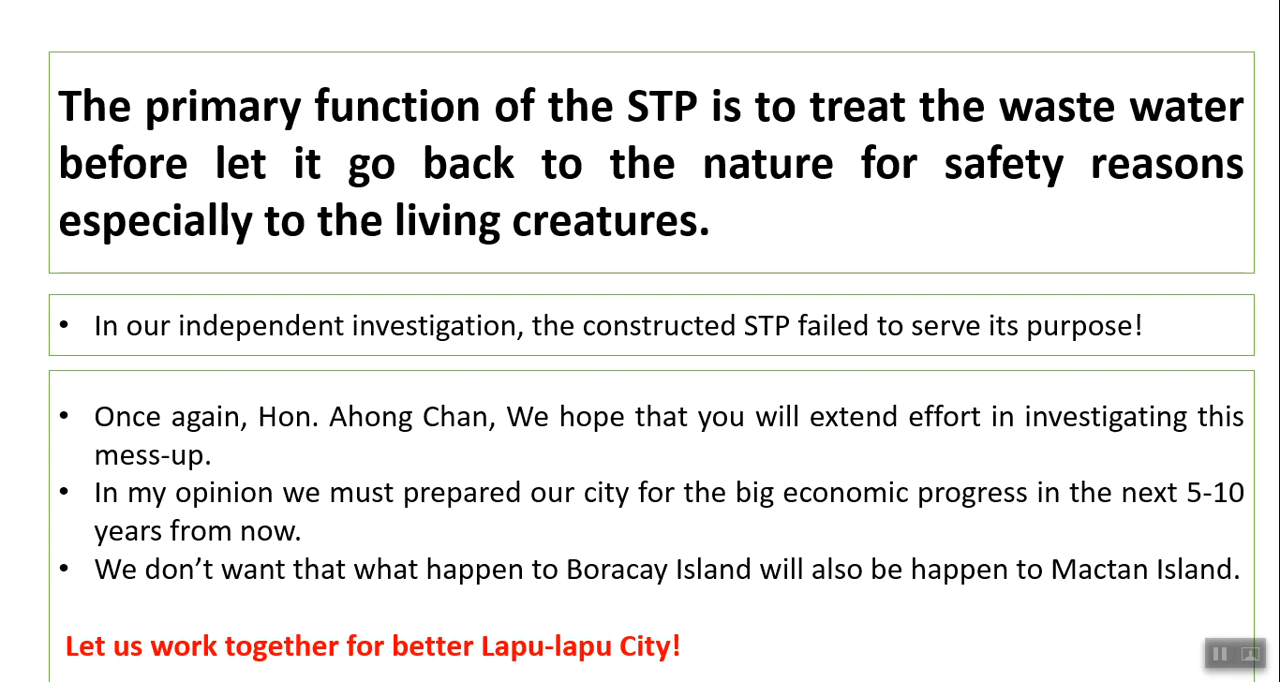 The primary function of the STP is to treat the waste water
before let it go back to the nature for safety reasons
especially to the living creatures.
• In our independent investigation, the constructed STP failed to serve its purpose!
• Once again, Hon. Ahong Chan, We hope that you will extend effort in investigating this
mess-up.
• In my opinion we must prepared our city for the big economic progress in the next 5-10
years from now.
• We don’t want that what happen to Boracay Island will also be happen to Mactan Island.
Let us work together for better Lapu-lapu City!